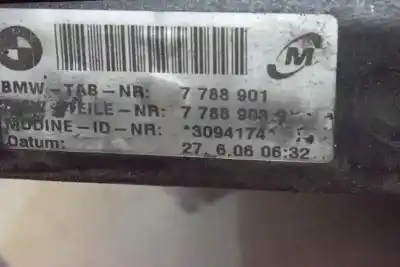 BMW-TAB-NR: 7 788 901
TEILE-NR: 7 788
MODINE-ID-NR: *3094174*
Datum: 27. 6.06 06:32